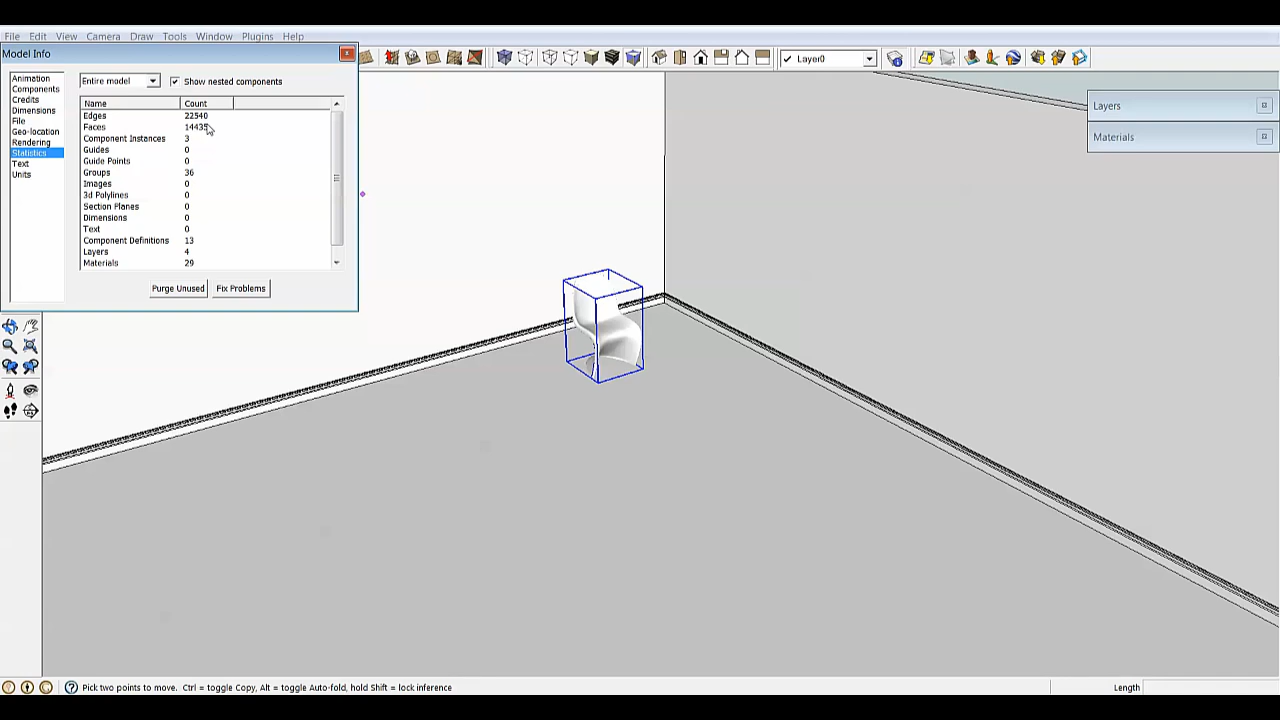 File Edit View Camera Draw Tools Window Plugins Help
Model Info
Animation
Components
Credits
Dimensions
File
Geo-location
Rendering
Statistics
Text
Units
Entire model Show nested components
Name Count
Edges 22540
Faces 14435
Component Instances 3
Guides 0
Guide Points 0
Groups 36
Images 0
3d Polylines 0
Section Planes 0
Dimensions 0
Text 0
Component Definitions 13
Layers 4
Materials 29
Purge Unused Fix Problems
Layer0
Layers
Materials
Pick two points to move. Ctrl = toggle Copy, Alt = toggle Auto-fold, hold Shift = lock inference
Length